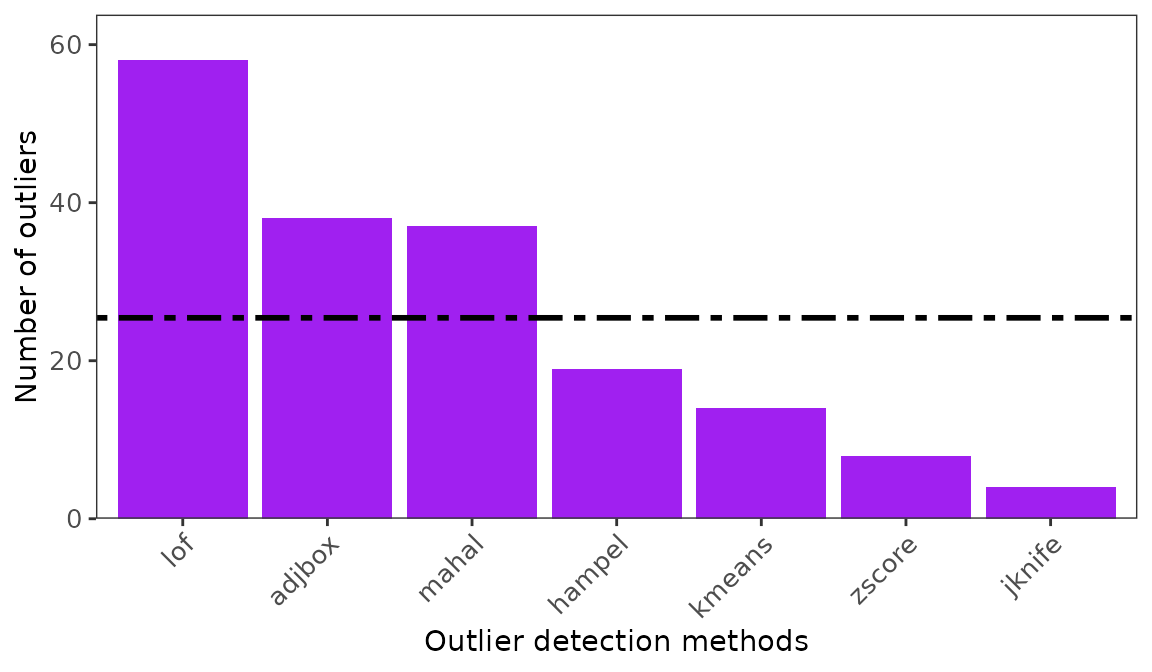 Number of outliers
60
40
20
0
lof
adjbox
mahal
hampel
kmeans
zscore
jknife
Outlier detection methods